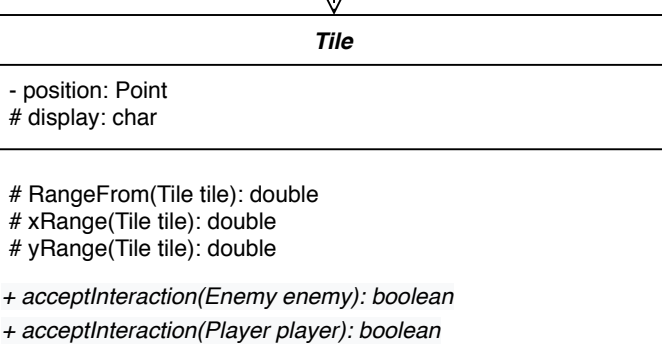 Tile
- position: Point
# display: char
# RangeFrom(Tile tile): double
# xRange(Tile tile): double
# yRange(Tile tile): double
+ acceptInteraction(Enemy enemy): boolean
+ acceptInteraction(Player player): boolean